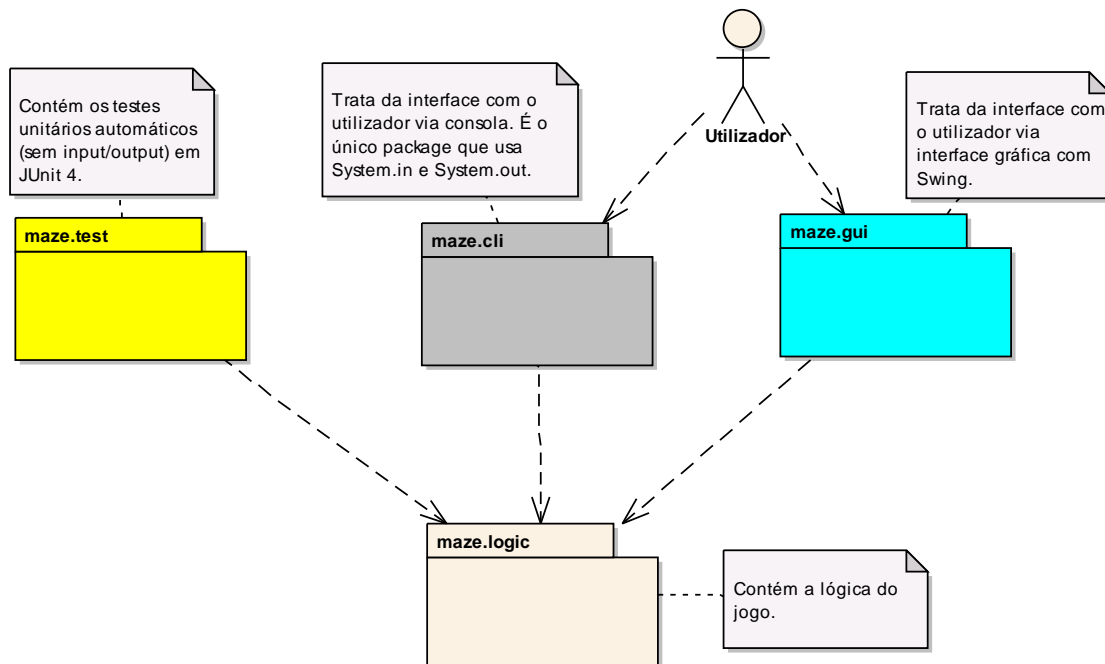 Utilizador
Contém os testes
unitários automáticos
(sem input/output) em
JUnit 4.
Trata da interface com o
utilizador via consola. É o
único package que usa
System.in e System.out.
Trata da interface com
o utilizador via
interface gráfica com
Swing.
maze.test
maze.cli
maze.gui
maze.logic
Contém a lógica do
jogo.